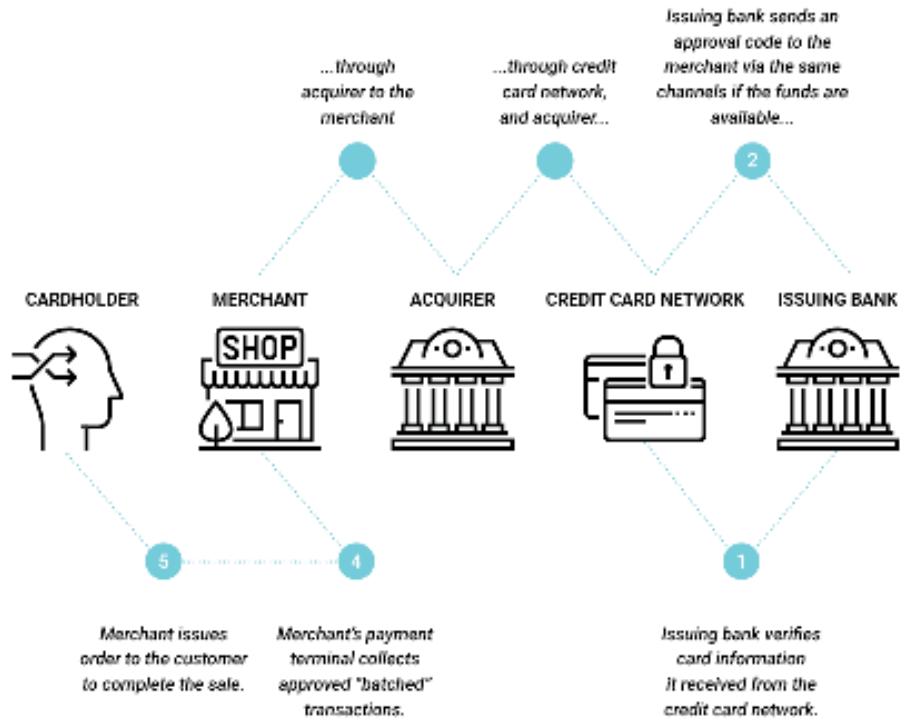 Issuing bank sends an
approval code to the
merchant via the same
channels if the funds are
available...
...through
acquirer to the
merchant
...through credit
card network,
and acquirer...
2
CARDHOLDER
MERCHANT
ACQUIRER
CREDIT CARD NETWORK
ISSUING BANK
SHOP
5
4
1
Merchant issues
order to the customer
to complete the sale.
Merchant's payment
terminal collects
approved "batched"
transactions.
Issuing bank verifies
card information
it received from the
credit card network.